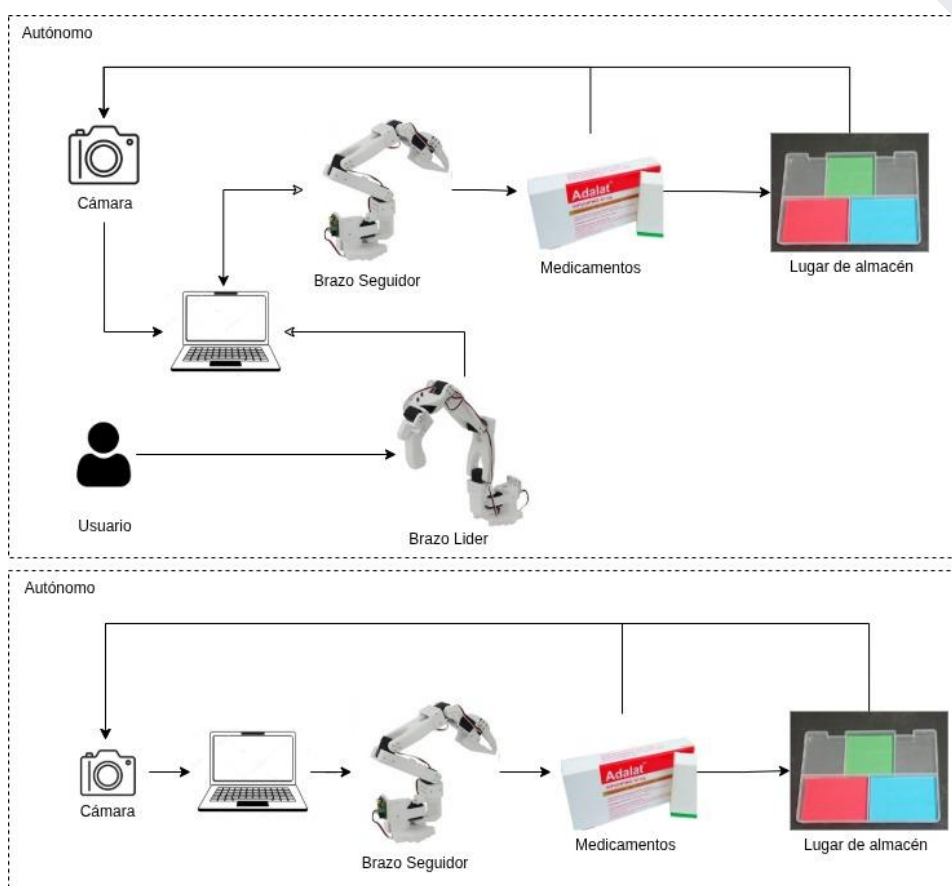 Autónomo
Cámara
Brazo Seguidor
Adalat
Medicamentos
Lugar de almacén
Usuario
Brazo Lider
Autónomo
Cámara
Brazo Seguidor
Adalat
Medicamentos
Lugar de almacén